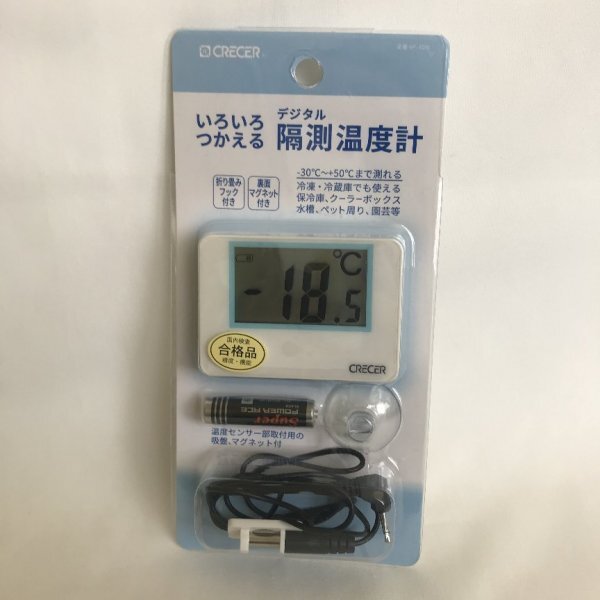 CRECER
デジタル
いろいろ
つかえる
隔測温度計
折り畳み
フック
付き
裏面
マグネット
付き
-30℃〜+50℃まで測れる
冷凍・冷蔵庫でも使える
保冷庫、クーラーボックス
水槽、ペット周り、園芸等
℃
-18.5
国内検査
合格品
精度・機能
CRECER
Super
POWER ACE
温度センサー部取付用の
吸盤、マグネット付